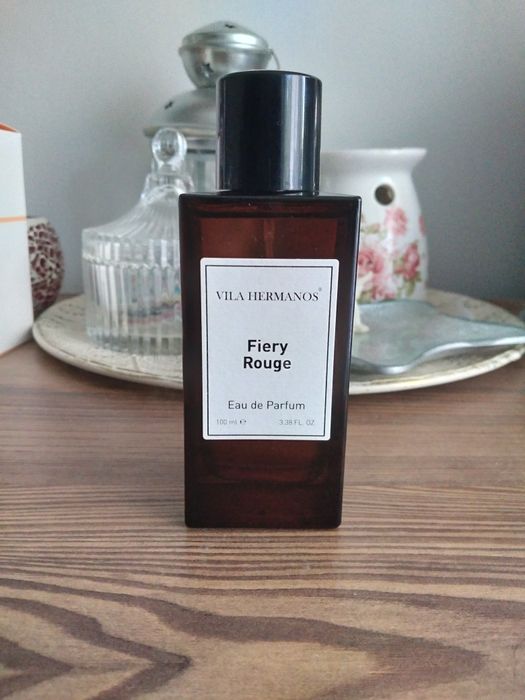 VILA HERMANOS®
Fiery
Rouge
Eau de Parfum
100 ml ℮ 3.38 FL. OZ